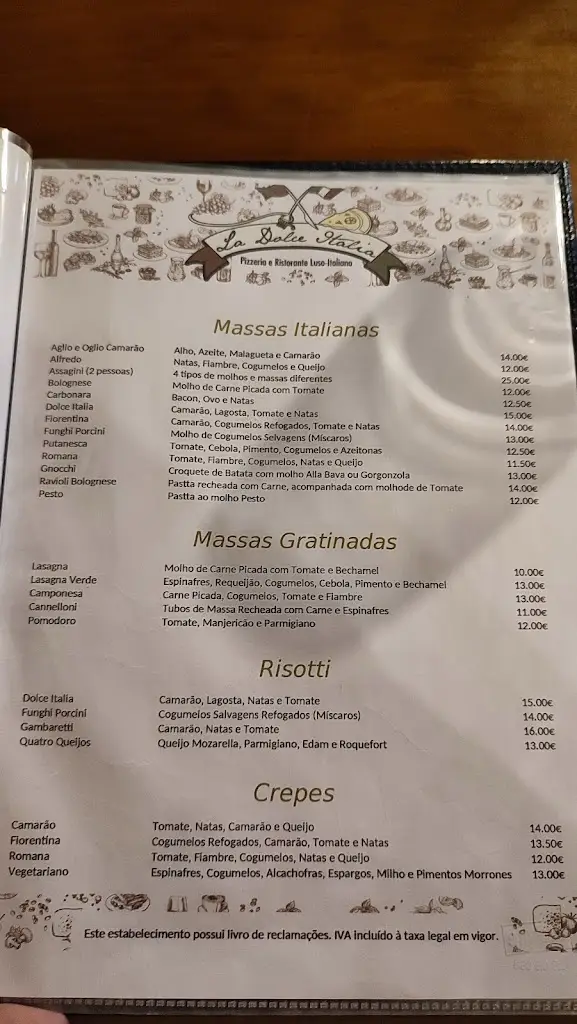 La Dolce Italia
Pizzeria e Ristorante Luso-Italiano
Massas Italianas
Aglio e Oglio Camarão Alho, Azeite, Malagueta e Camarão 14.00€
Alfredo Natas, Fiambre, Cogumelos e Queijo 12.00€
Assagini (2 pessoas) 4 tipos de molhos e massas diferentes 25.00€
Bolognese Molho de Carne Picada com Tomate 12.00€
Carbonara Bacon, Ovo e Natas 12.50€
Dolce Italia Camarão, Lagosta, Tomate e Natas 15.00€
Fiorentina Camarão, Cogumelos Refogados, Tomate e Natas 14.00€
Funghi Porcini Molho de Cogumelos Selvagens (Míscaros) 13.00€
Putanesca Tomate, Cebola, Pimento, Cogumelos e Azeitonas 12.50€
Romana Tomate, Fiambre, Cogumelos, Natas e Queijo 11.50€
Gnocchi Croquete de Batata com molho Alla Bava ou Gorgonzola 13.00€
Ravioli Bolognese Pastta recheada com Carne, acompanhada com molhode de Tomate 14.00€
Pesto Pastta ao molho Pesto 12.00€
Massas Gratinadas
Lasagna Molho de Carne Picada com Tomate e Bechamel 10.00€
Lasagna Verde Espinafres, Requeijão, Cogumelos, Cebola, Pimento e Bechamel 13.00€
Camponesa Carne Picada, Cogumelos, Tomate e Fiambre 13.00€
Cannelloni Tubos de Massa Recheada com Carne e Espinafres 11.00€
Pomodoro Tomate, Manjericão e Parmigiano 12.00€
Risotti
Dolce Italia Camarão, Lagosta, Natas e Tomate 15.00€
Funghi Porcini Cogumelos Salvagens Refogados (Míscaros) 14.00€
Gambaretti Camarão, Natas e Tomate 16.00€
Quatro Queijos Queijo Mozarella, Parmigiano, Edam e Roquefort 13.00€
Crepes
Camarão Tomate, Natas, Camarão e Queijo 14.00€
Fiorentina Cogumelos Refogados, Camarão, Tomate e Natas 13.50€
Romana Tomate, Fiambre, Cogumelos, Natas e Queijo 12.00€
Vegetariano Espinafres, Cogumelos, Alcachofras, Espargos, Milho e Pimentos Morrones 13.00€
Este estabelecimento possui livro de reclamações. IVA incluído à taxa legal em vigor.